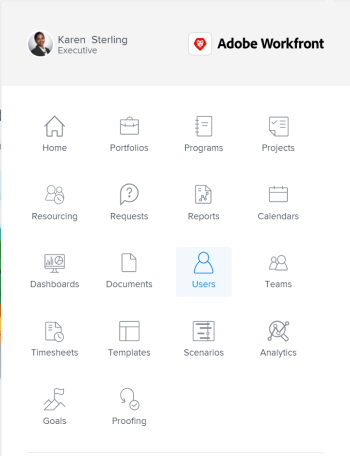 Karen Sterling
Executive
Adobe Workfront
Home
Portfolios
Programs
Projects
Resourcing
Requests
Reports
Calendars
Dashboards
Documents
Users
Teams
Timesheets
Templates
Scenarios
Analytics
Goals
Proofing